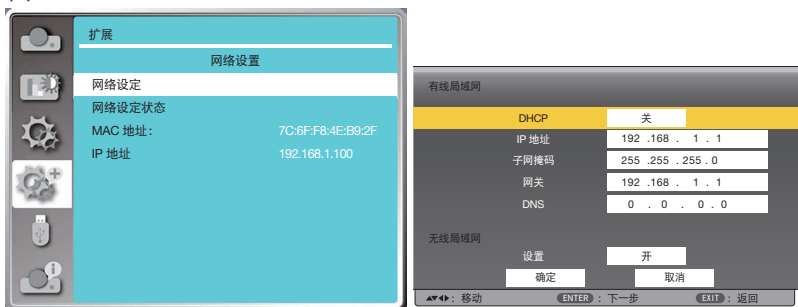 扩展
网络设置
网络设定
网络设定状态
MAC 地址： 7C:6F:F8:4E:B9:2F
IP 地址 192.168.1.100
有线局域网
DHCP 关
IP 地址 192 .168 . 1 . 1
子网掩码 255 .255 . 255 . 0
网关 192 .168 . 1 . 1
DNS 0 . 0 . 0 . 0
无线局域网
设置 开
确定 取消
▲▼◀▶：移动 ENTER：下一步 EXIT：返回